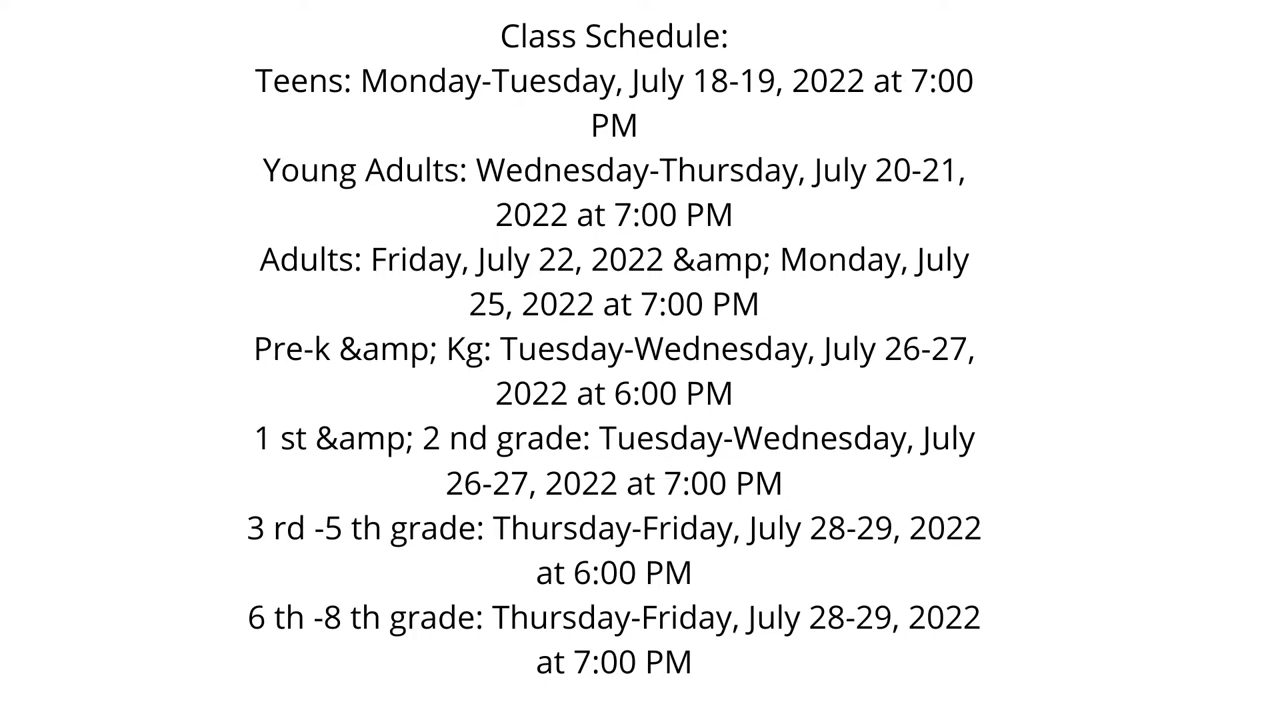 Class Schedule:
Teens: Monday-Tuesday, July 18-19, 2022 at 7:00
PM
Young Adults: Wednesday-Thursday, July 20-21,
2022 at 7:00 PM
Adults: Friday, July 22, 2022 &amp; Monday, July
25, 2022 at 7:00 PM
Pre-k &amp; Kg: Tuesday-Wednesday, July 26-27,
2022 at 6:00 PM
1 st &amp; 2 nd grade: Tuesday-Wednesday, July
26-27, 2022 at 7:00 PM
3 rd -5 th grade: Thursday-Friday, July 28-29, 2022
at 6:00 PM
6 th -8 th grade: Thursday-Friday, July 28-29, 2022
at 7:00 PM